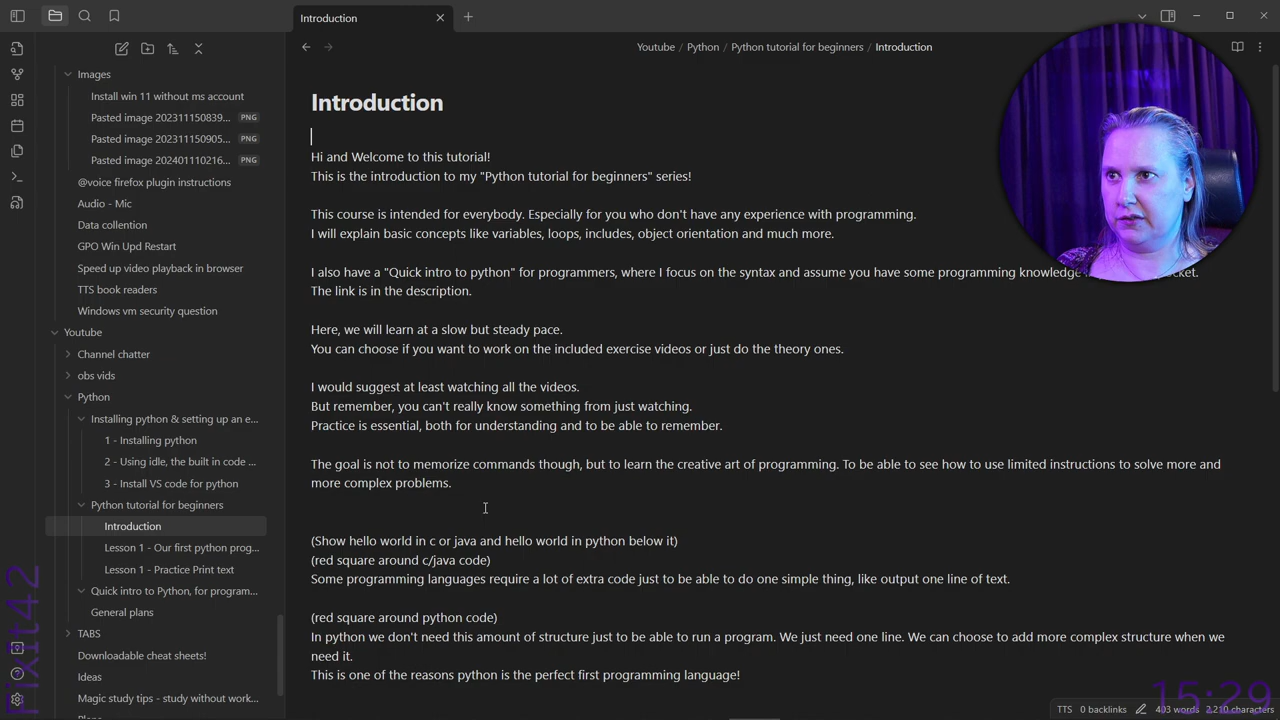 Introduction
Youtube / Python / Python tutorial for beginners / Introduction
Images
Install win 11 without ms account
Pasted image 202311150839... PNG
Pasted image 202311150905... PNG
Pasted image 202401110216... PNG
@voice firefox plugin instructions
Audio - Mic
Data collection
GPO Win Upd Restart
Speed up video playback in browser
TTS book readers
Windows vm security question
Youtube
Channel chatter
obs vids
Python
Installing python & setting up an e...
1 - Installing python
2 - Using idle, the built in code ...
3 - Install VS code for python
Python tutorial for beginners
Introduction
Lesson 1 - Our first python prog...
Lesson 1 - Practice Print text
Quick intro to Python, for program...
General plans
TABS
Downloadable cheat sheets!
Ideas
Magic study tips - study without work...
Introduction
Hi and Welcome to this tutorial!
This is the introduction to my "Python tutorial for beginners" series!
This course is intended for everybody. Especially for you who don't have any experience with programming.
I will explain basic concepts like variables, loops, includes, object orientation and much more.
I also have a "Quick intro to python" for programmers, where I focus on the syntax and assume you have some programming knowledge
The link is in the description.
Here, we will learn at a slow but steady pace.
You can choose if you want to work on the included exercise videos or just do the theory ones.
I would suggest at least watching all the videos.
But remember, you can't really know something from just watching.
Practice is essential, both for understanding and to be able to remember.
The goal is not to memorize commands though, but to learn the creative art of programming. To be able to see how to use limited instructions to solve more and
more complex problems.
(Show hello world in c or java and hello world in python below it)
(red square around c/java code)
Some programming languages require a lot of extra code just to be able to do one simple thing, like output one line of text.
(red square around python code)
In python we don't need this amount of structure just to be able to run a program. We just need one line. We can choose to add more complex structure when we
need it.
This is one of the reasons python is the perfect first programming language!
Fixit42
15:29
TTS 0 backlinks 403 words 2,210 characters